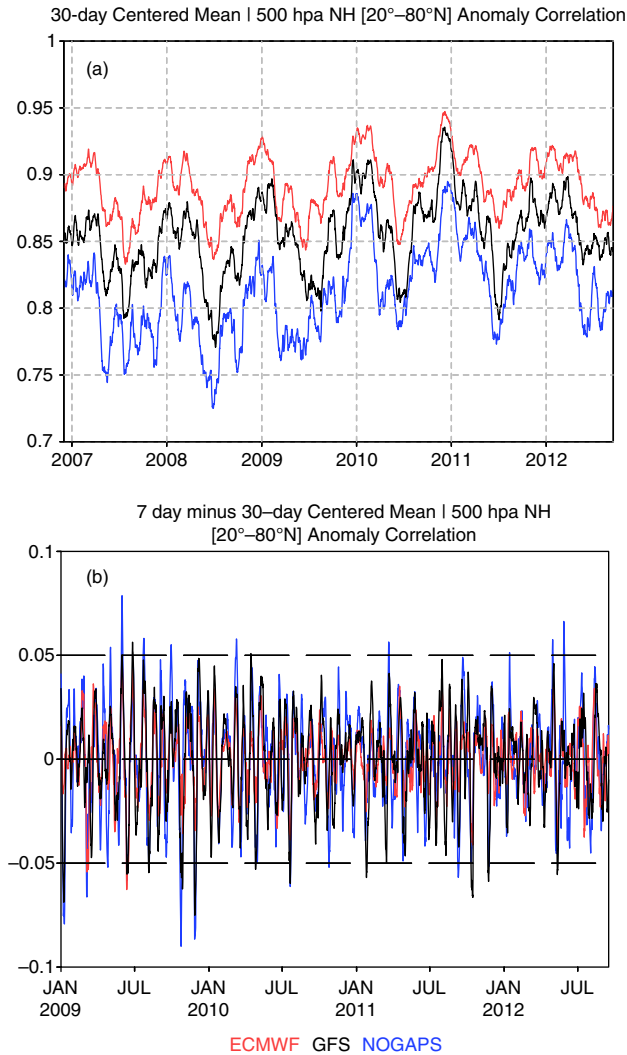 30-day Centered Mean | 500 hpa NH [20°–80°N] Anomaly Correlation
(a)
1
0.95
0.9
0.85
0.8
0.75
0.7
2007 2008 2009 2010 2011 2012
7 day minus 30–day Centered Mean | 500 hpa NH
[20°–80°N] Anomaly Correlation
(b)
0.1
0.05
0
−0.05
−0.1
JAN JUL JAN JUL JAN JUL JAN JUL
2009 2010 2011 2012
ECMWF GFS NOGAPS